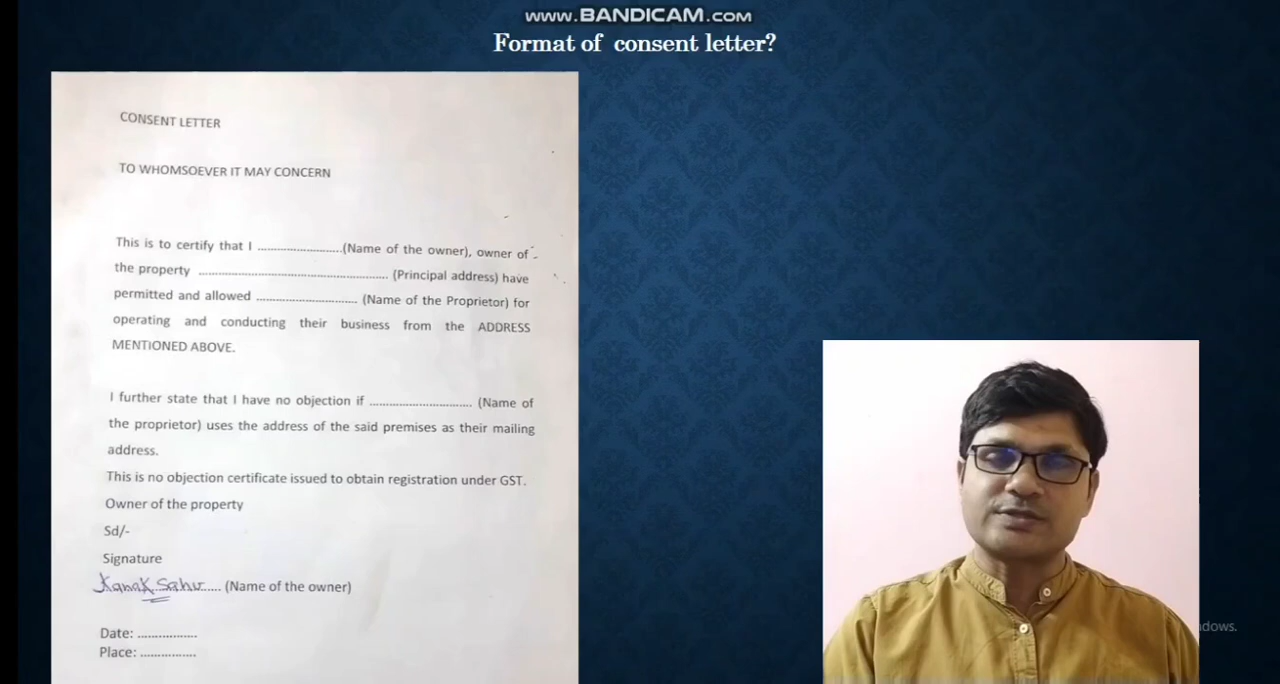 www.BANDICAM.com
Format of consent letter?
CONSENT LETTER
TO WHOMSOEVER IT MAY CONCERN
This is to certify that I ............................(Name of the owner), owner of
the property ............................................................... (Principal address) have
permitted and allowed ................................. (Name of the Proprietor) for
operating and conducting their business from the ADDRESS
MENTIONED ABOVE.
I further state that I have no objection if ................................. (Name of
the proprietor) uses the address of the said premises as their mailing
address.
This is no objection certificate issued to obtain registration under GST.
Owner of the property
Sd/-
Signature
Kanak Sahu...... (Name of the owner)
Date: ..................
Place: .................
ndows.